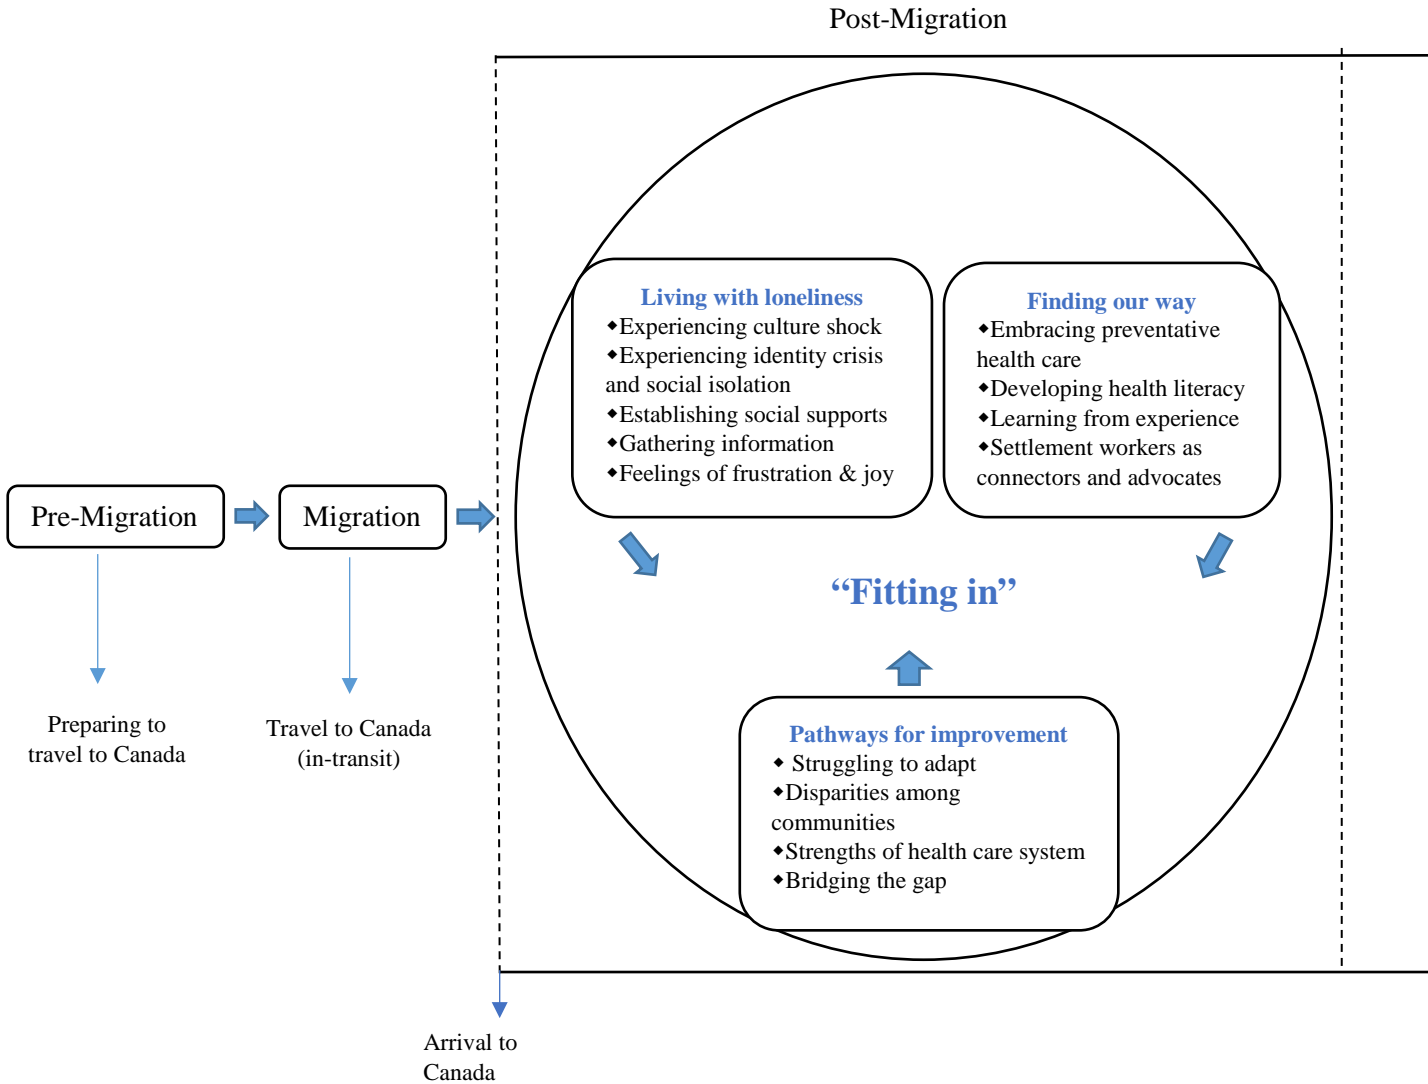 Post-Migration
Living with loneliness
◆Experiencing culture shock
◆Experiencing identity crisis
and social isolation
◆Establishing social supports
◆Gathering information
◆Feelings of frustration & joy
Finding our way
◆Embracing preventative
health care
◆Developing health literacy
◆Learning from experience
◆Settlement workers as
connectors and advocates
Pre-Migration
Migration
“Fitting in”
Preparing to
travel to Canada
Travel to Canada
(in-transit)
Pathways for improvement
◆ Struggling to adapt
◆Disparities among
communities
◆Strengths of health care system
◆Bridging the gap
Arrival to
Canada